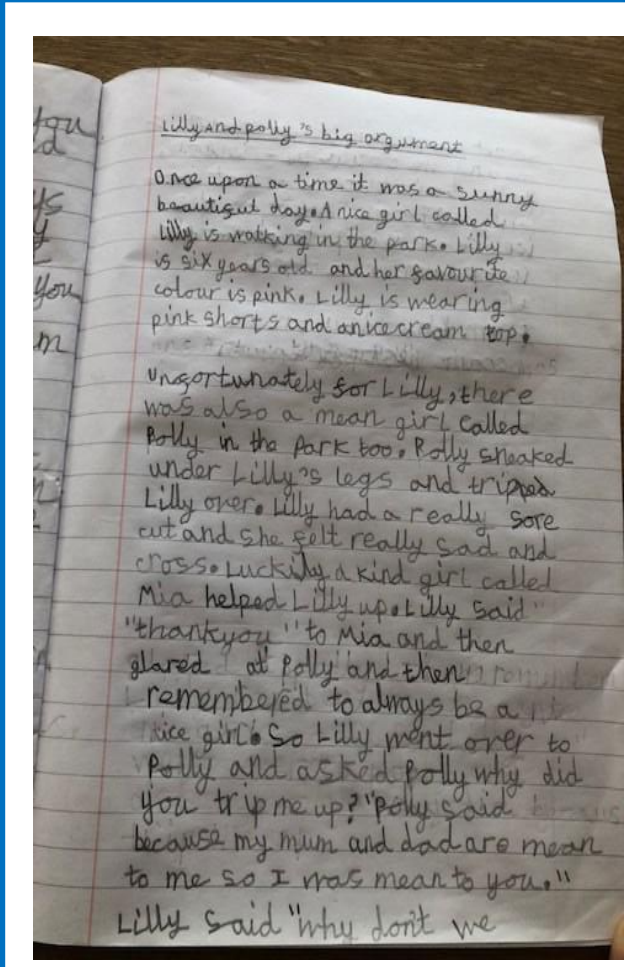 Lilly And polly's big argument
Once upon a time it was a sunny
beautiful day. A nice girl called
Lilly is walking in the park. Lilly
is six years old and her favourite
colour is pink. Lilly is wearing
pink shorts and anice cream top.
Unfortunately for Lilly, there
was also a mean girl called
Polly in the Park too. Polly sneaked
under Lilly's legs and tripped
Lilly over. Lilly had a really sore
cut and she felt really sad and
cross. Luckily a kind girl called
Mia helped Lilly up. Lilly said"
"thankyou" to Mia and then
glared at Polly and then
remembered to always be a
nice girl. So Lilly went over to
Polly and asked Polly why did
you trip me up?"Polly said
because my mum and dad are mean
to me so I was mean to you."
Lilly said "why don't we
you
d
ys
y
you
m